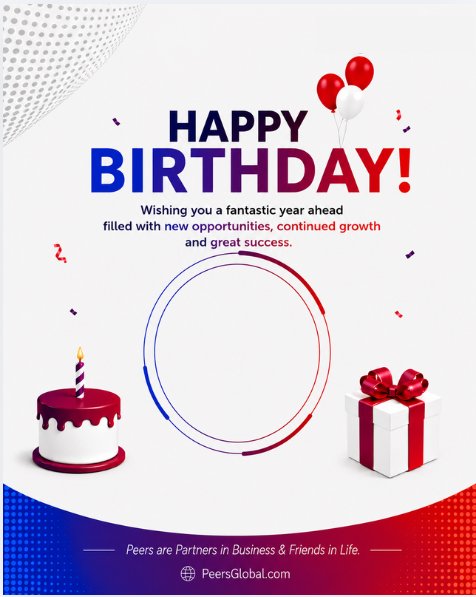 HAPPY
BIRTHDAY!
Wishing you a fantastic year ahead
filled with new opportunities, continued growth
and great success.
Peers are Partners in Business & Friends in Life.
PeersGlobal.com